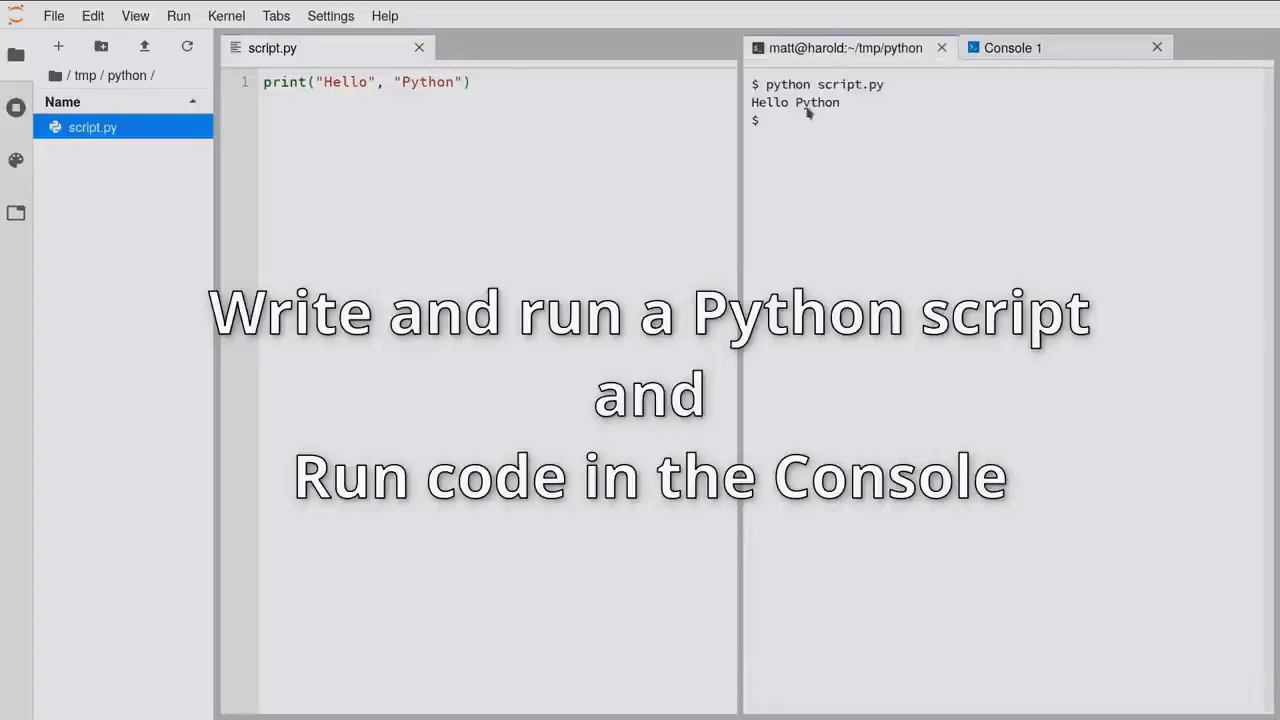 File Edit View Run Kernel Tabs Settings Help
/ tmp / python /
Name
script.py
script.py
1 print("Hello", "Python")
matt@harold:~/tmp/python
Console 1
$ python script.py
Hello Python
$
Write and run a Python script
and
Run code in the Console